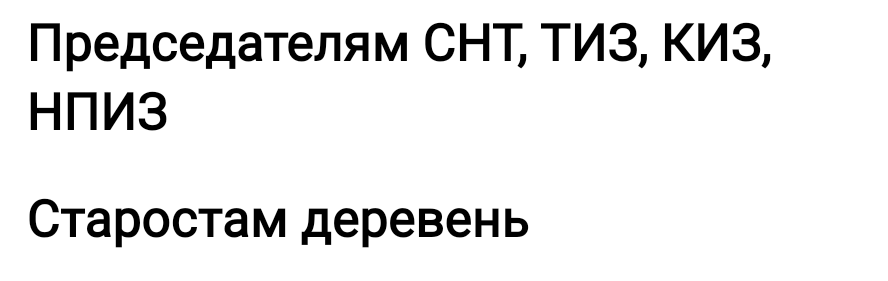 Председателям СНТ, ТИЗ, КИЗ,
НПИЗ
Старостам деревень